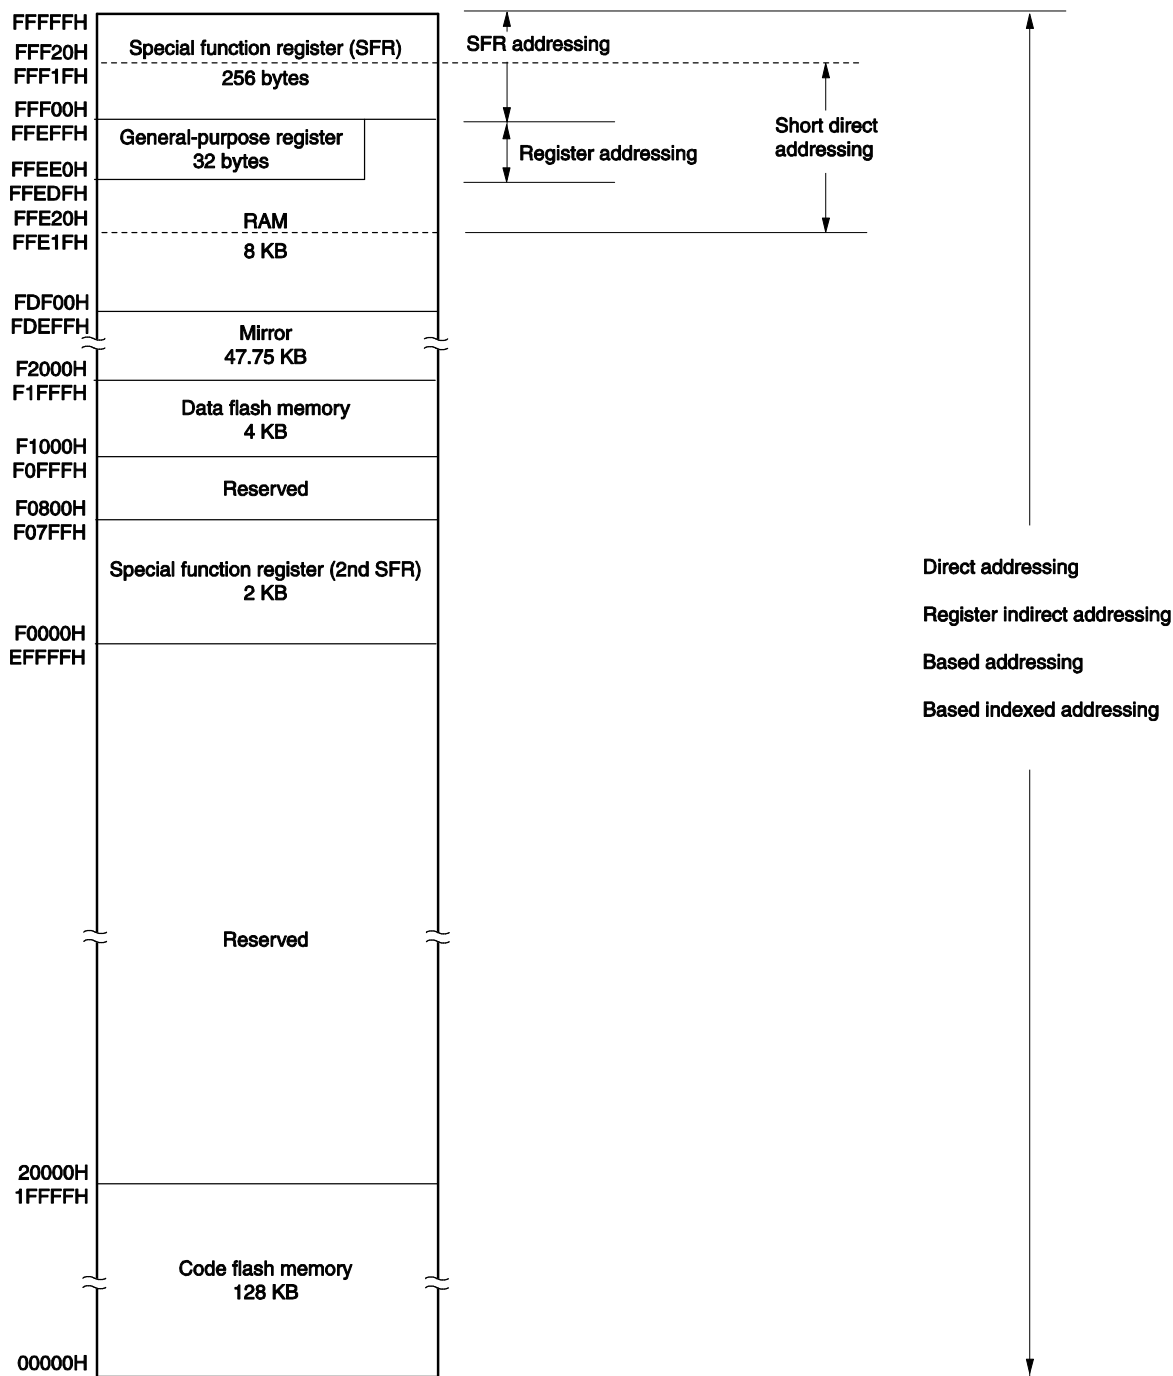 FFFFFH
SFR addressing
Special function register (SFR)
FFF20H
FFF1FH
256 bytes
FFF00H
FFEFFH
General-purpose register
32 bytes
Register addressing
Short direct
addressing
FFEE0H
FFEDFH
FFE20H
RAM
FFE1FH
8 KB
FDF00H
FDEFFH
Mirror
47.75 KB
F2000H
F1FFFH
Data flash memory
4 KB
F1000H
F0FFFH
Reserved
F0800H
F07FFH
Special function register (2nd SFR)
2 KB
Direct addressing
Register indirect addressing
Based addressing
Based indexed addressing
F0000H
EFFFFH
Reserved
20000H
1FFFFH
Code flash memory
128 KB
00000H